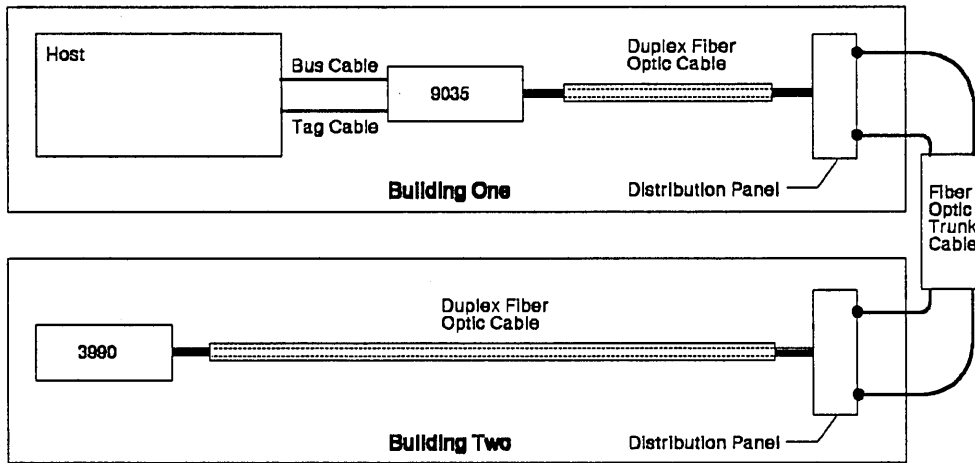 Host
Bus Cable
Tag Cable
9035
Duplex Fiber
Optic Cable
Building One
Distribution Panel
Fiber
Optic
Trunk
Cable
Duplex Fiber
Optic Cable
3990
Building Two
Distribution Panel